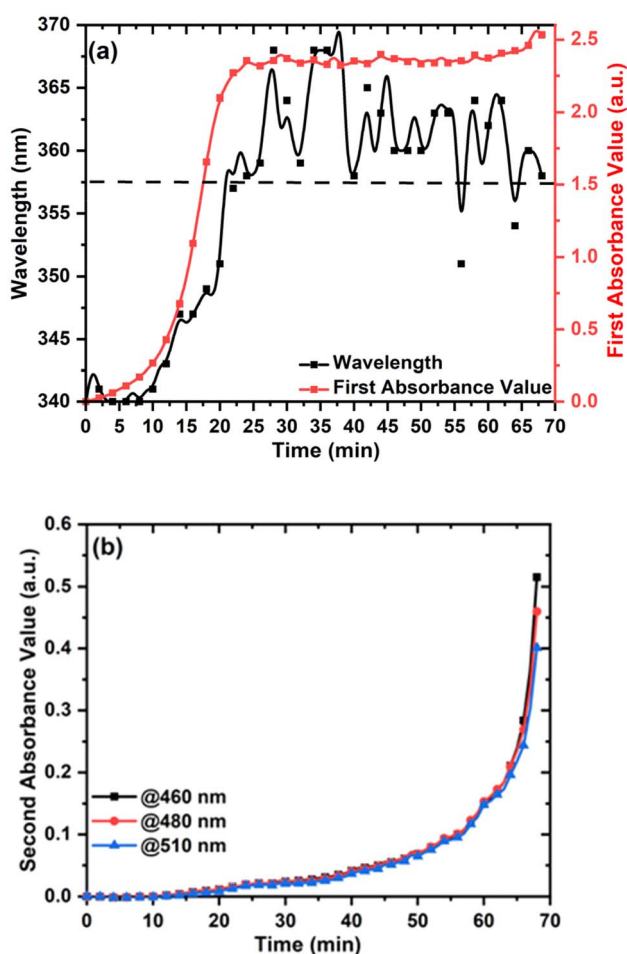 (a)
370
365
360
355
350
345
340
Wavelength (nm)
2.5
2.0
1.5
1.0
0.5
0.0
First Absorbance Value (a.u.)
Wavelength
First Absorbance Value
0 5 10 15 20 25 30 35 40 45 50 55 60 65 70
Time (min)
(b)
0.6
0.5
0.4
0.3
0.2
0.1
0.0
Second Absorbance Value (a.u.)
@460 nm
@480 nm
@510 nm
0 10 20 30 40 50 60 70
Time (min)